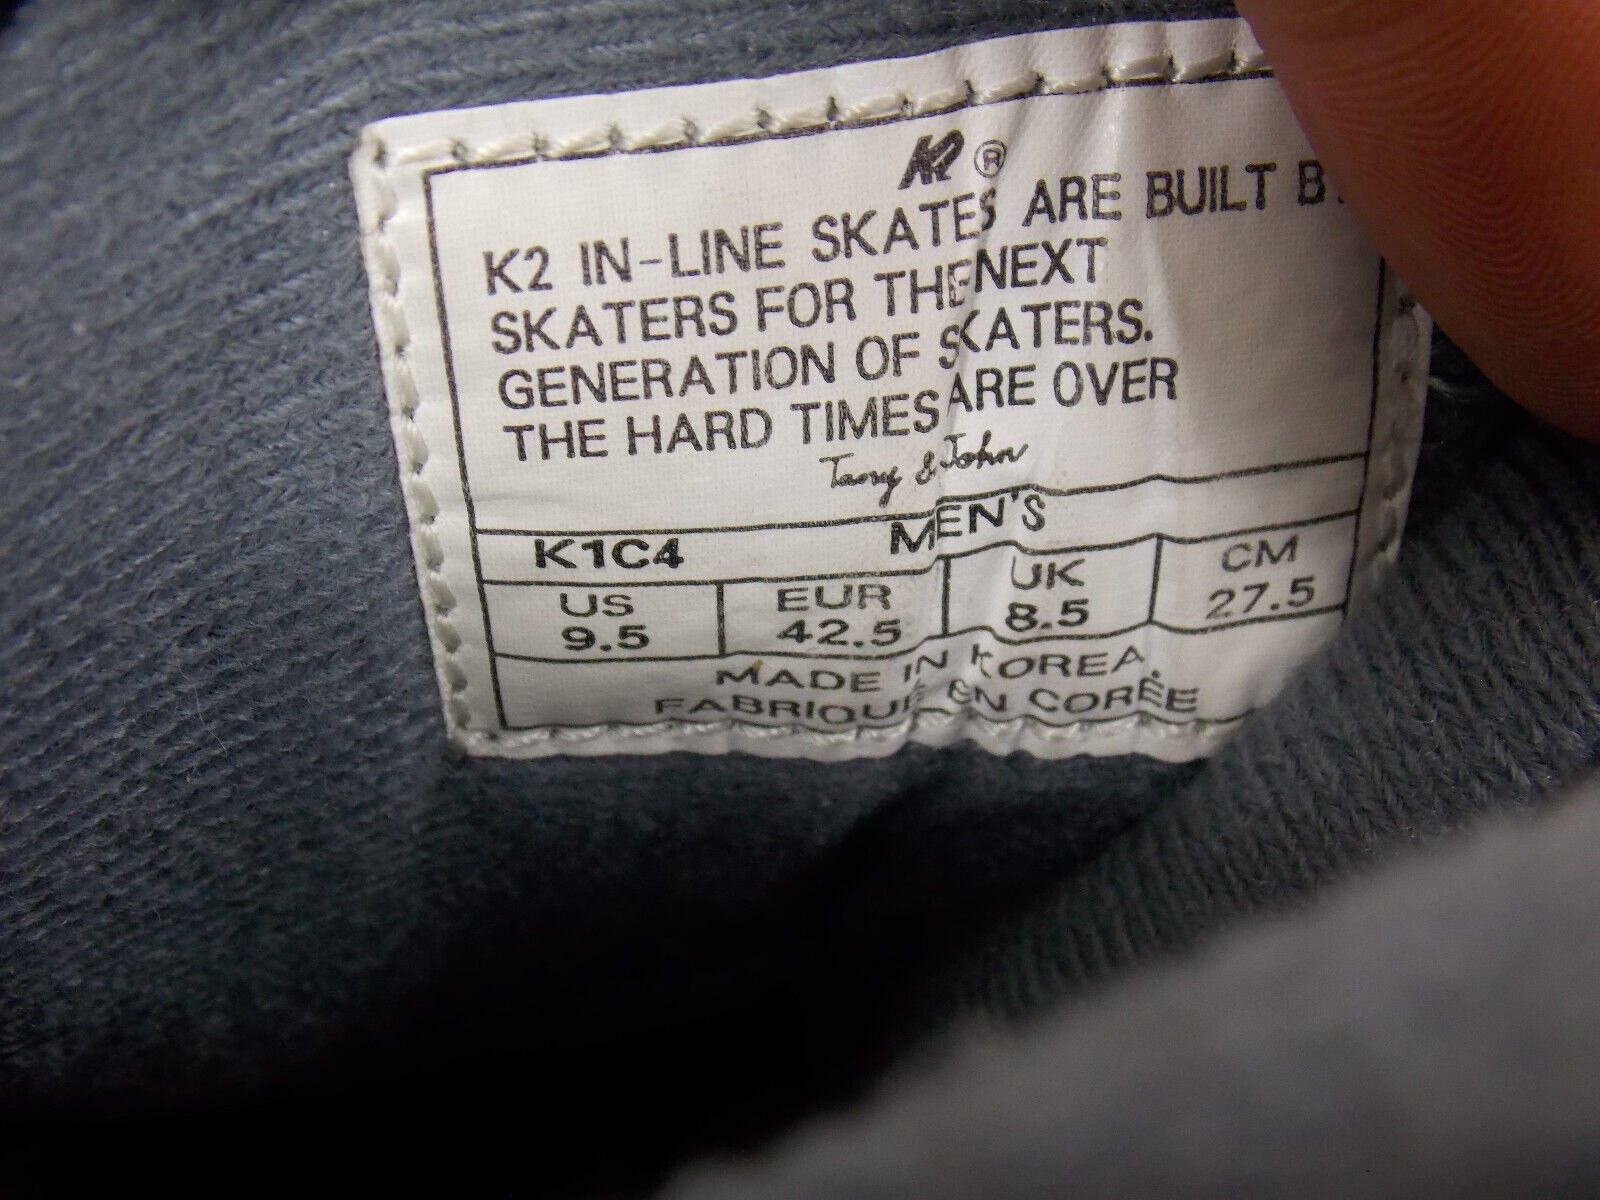 K2 ®
K2 IN-LINE SKATES ARE BUILT BY
SKATERS FOR THE NEXT
GENERATION OF SKATERS.
THE HARD TIMES ARE OVER
& John
K1C4 MEN'S
US EUR UK CM
9.5 42.5 8.5 27.5
MADE IN KOREA.
FABRIQUE EN CORÉE